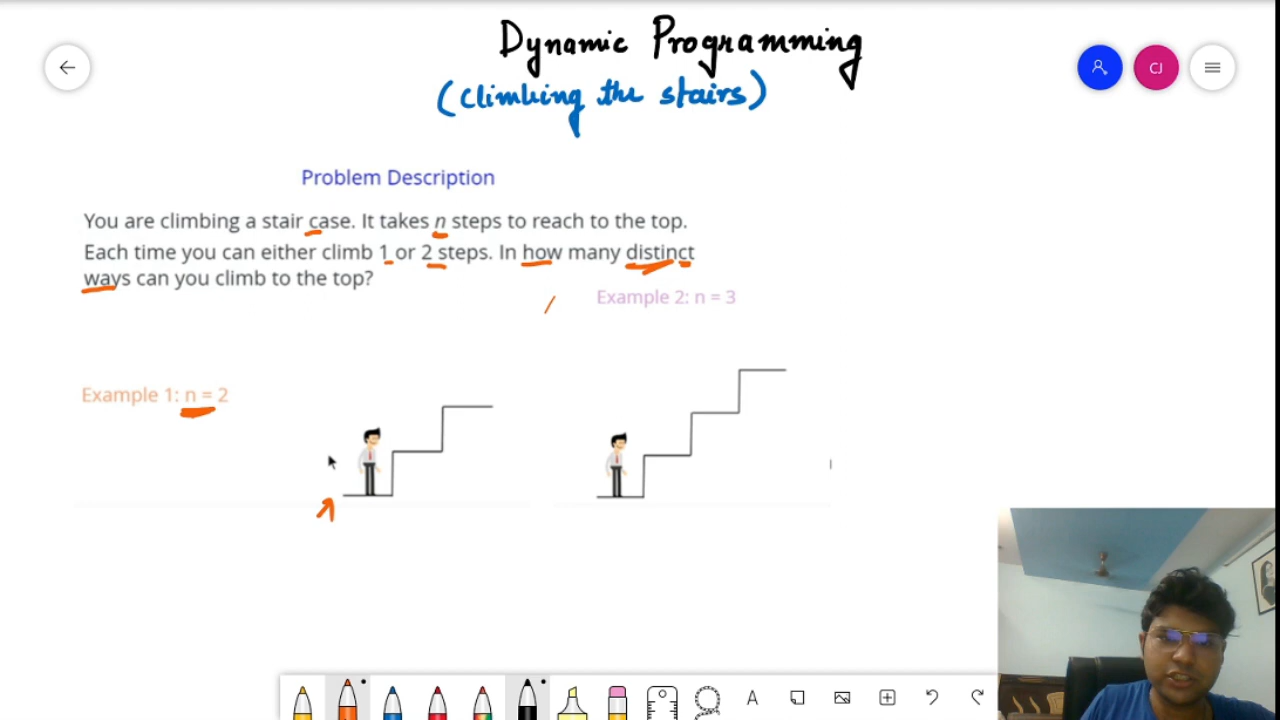 Dynamic Programming
(Climbing the stairs)
CJ
Problem Description
You are climbing a stair case. It takes n steps to reach to the top.
Each time you can either climb 1 or 2 steps. In how many distinct
ways can you climb to the top?
Example 2: n = 3
Example 1: n = 2
A